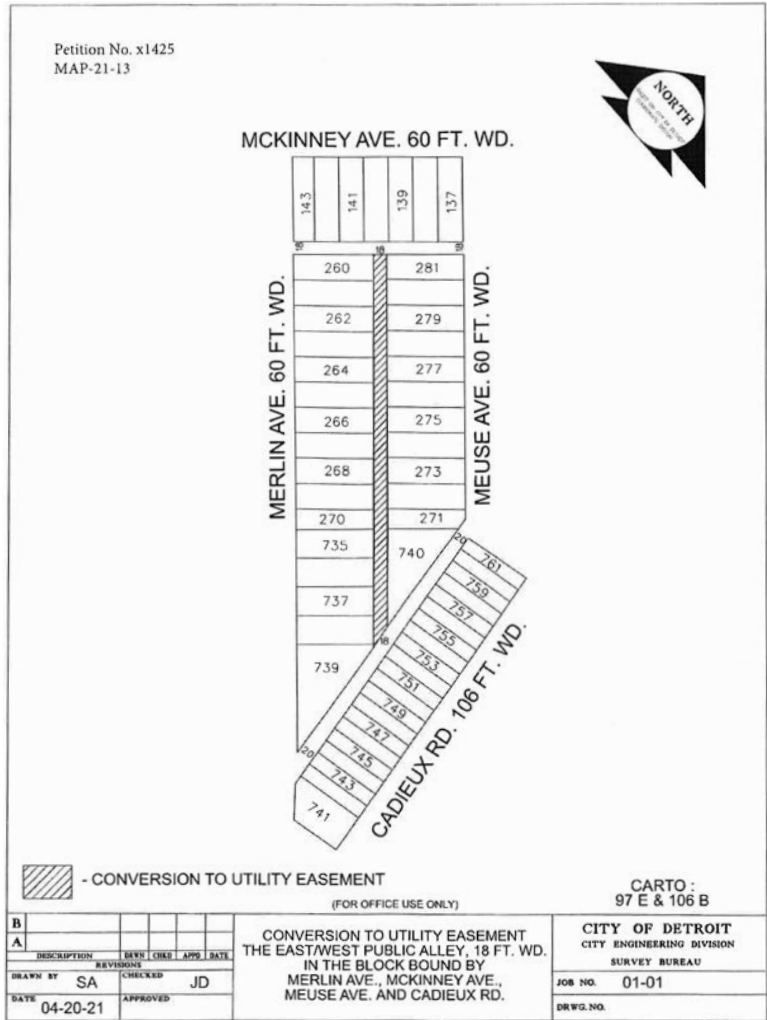 Petition No. x1425
MAP-21-13
NORTH
MCKINNEY AVE. 60 FT. WD.
143
141
139
137
18
18
18
MERLIN AVE. 60 FT. WD.
MEUSE AVE. 60 FT. WD.
260
281
262
279
264
277
266
275
268
273
270
271
735
740
737
739
18
20
20
761
759
757
755
753
751
749
747
745
743
741
CADIEUX RD. 106 FT. WD.
- CONVERSION TO UTILITY EASEMENT
(FOR OFFICE USE ONLY)
CARTO :
97 E & 106 B
B
A
DESCRIPTION DRWN CHKD APPD DATE
REVISIONS
DRAWN BY SA CHECKED JD
DATE 04-20-21 APPROVED
CONVERSION TO UTILITY EASEMENT
THE EAST/WEST PUBLIC ALLEY, 18 FT. WD.
IN THE BLOCK BOUND BY
MERLIN AVE., MCKINNEY AVE.,
MEUSE AVE. AND CADIEUX RD.
CITY OF DETROIT
CITY ENGINEERING DIVISION
SURVEY BUREAU
JOB NO. 01-01
DRWG. NO.